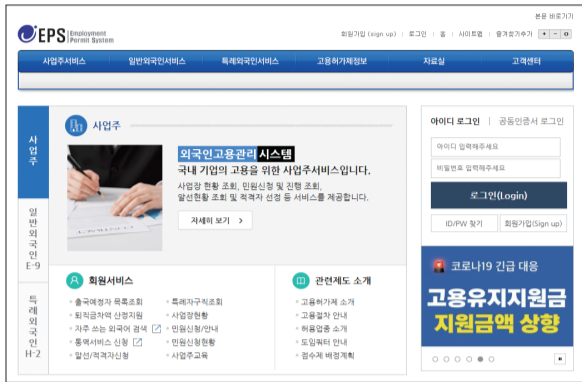 본문 바로가기
EPS Employment Permit System
회원가입 (sign up) | 로그인 | 홈 | 사이트맵 | 즐겨찾기추가 + - o
사업주서비스 일반외국인서비스 특례외국인서비스 고용허가제정보 자료실 고객센터
사업주
일반외국인 E-9
특례외국인 H-2
사업주
외국인고용관리시스템
국내 기업의 고용을 위한 사업주서비스입니다.
사업장 현황 조회, 민원신청 및 진행 조회,
알선현황 조회 및 적격자 선정 등 서비스를 제공합니다.
자세히 보기 >
회원서비스
출국예정자 목록조회
퇴직금차액 산정지원
자주 쓰는 외국어 검색
통역서비스 신청
알선/적격자신청
특례자구직조회
사업장현황
민원신청/안내
민원신청현황
사업주교육
관련제도 소개
고용허가제 소개
고용절차 안내
허용업종 소개
도입쿼터 안내
점수제 배정계획
아이디 로그인 | 공동인증서 로그인
아이디 입력해주세요
비밀번호 입력해주세요
로그인(Login)
ID/PW 찾기 회원가입(Sign up)
코로나19 긴급 대응
고용유지지원금
지원금액 상향